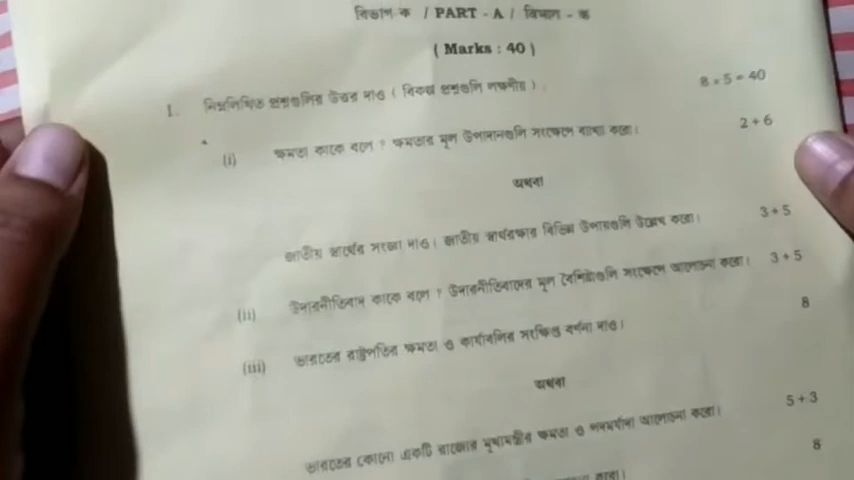 বিভাগ-ক / PART - A / विभाग - क
( Marks : 40 )
1. নিম্নলিখিত প্রশ্নগুলির উত্তর দাও ( বিকল্প প্রশ্নগুলি লক্ষণীয় ) : 8 × 5 = 40
(i) ক্ষমতা কাকে বলে ? ক্ষমতার মূল উপাদানগুলি সংক্ষেপে ব্যাখ্যা করো। 2 + 6
অথবা
জাতীয় স্বার্থের সংজ্ঞা দাও। জাতীয় স্বার্থরক্ষার বিভিন্ন উপায়গুলি উল্লেখ করো। 3 + 5
(ii) উদারনীতিবাদ কাকে বলে ? উদারনীতিবাদের মূল বৈশিষ্ট্যগুলি সংক্ষেপে আলোচনা করো। 3 + 5
(iii) ভারতের রাষ্ট্রপতির ক্ষমতা ও কার্যাবলির সংক্ষিপ্ত বর্ণনা দাও। 8
অথবা
ভারতের কোনো একটি রাজ্যের মুখ্যমন্ত্রীর ক্ষমতা ও পদমর্যাদা আলোচনা করো। 5 + 3
করো। 8